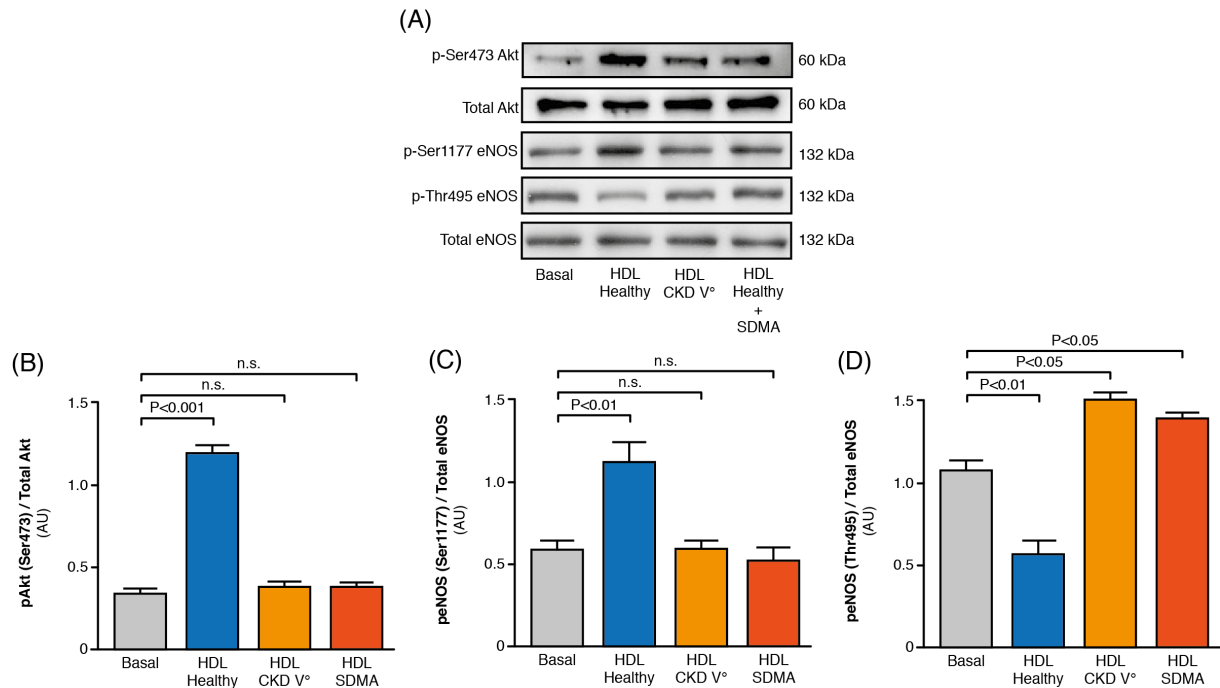 (A)
p-Ser473 Akt
60 kDa
Total Akt
60 kDa
p-Ser1177 eNOS
132 kDa
p-Thr495 eNOS
132 kDa
Total eNOS
132 kDa
Basal
HDL
Healthy
HDL
CKD V°
HDL
Healthy
+
SDMA
(B)
n.s.
n.s.
P<0.001
pAkt (Ser473) / Total Akt
(AU)
1.5
1.0
0.5
0
Basal
HDL
Healthy
HDL
CKD V°
HDL
SDMA
(C)
n.s.
n.s.
P<0.01
peNOS (Ser1177) / Total eNOS
(AU)
1.5
1.0
0.5
0
Basal
HDL
Healthy
HDL
CKD V°
HDL
SDMA
(D)
P<0.05
P<0.05
P<0.01
peNOS (Thr495) / Total eNOS
(AU)
1.5
1.0
0.5
0
Basal
HDL
Healthy
HDL
CKD V°
HDL
SDMA